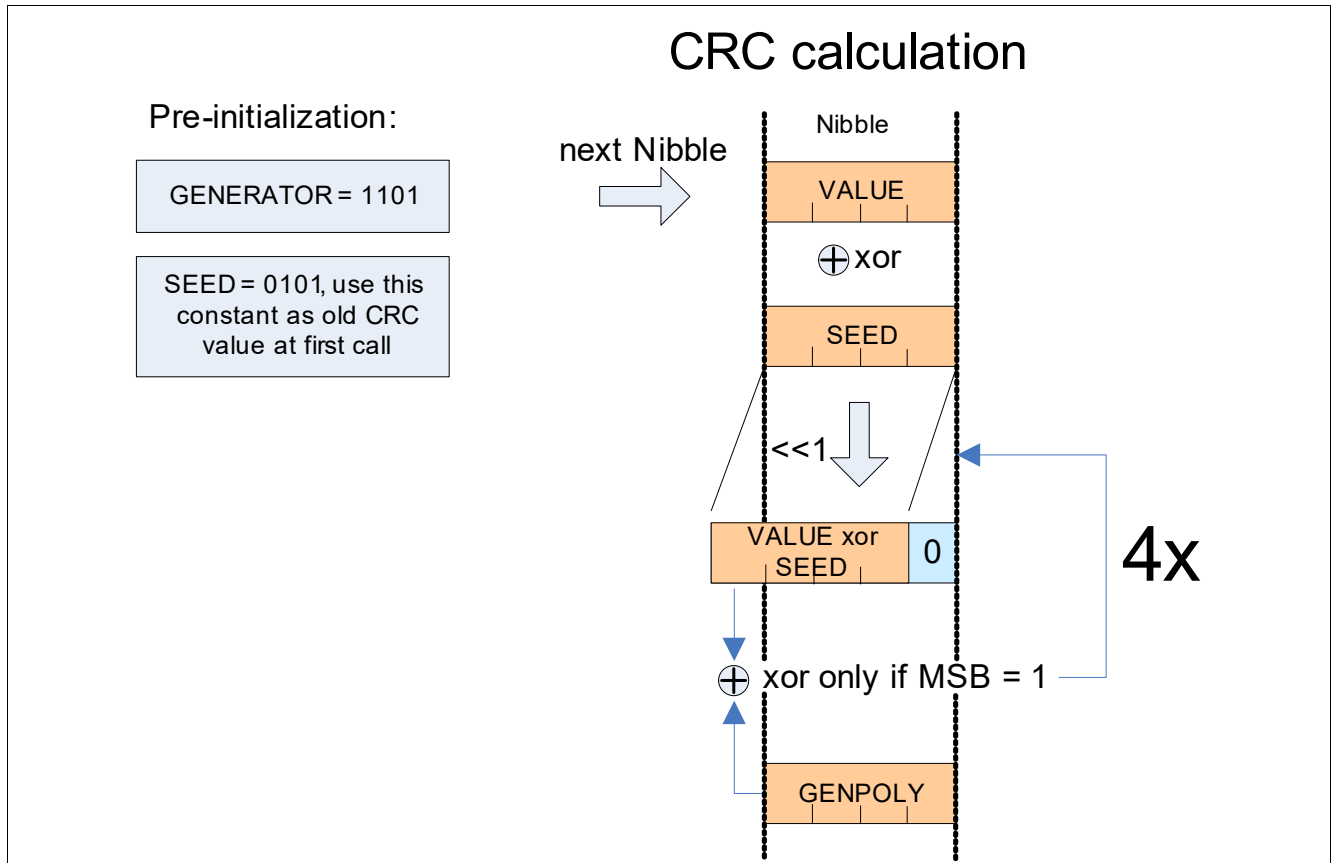 CRC calculation
Pre-initialization:
GENERATOR = 1101
SEED = 0101, use this
constant as old CRC
value at first call
next Nibble
Nibble
VALUE
xor
SEED
<<1
VALUE xor
SEED
0
4x
xor only if MSB = 1
GENPOLY